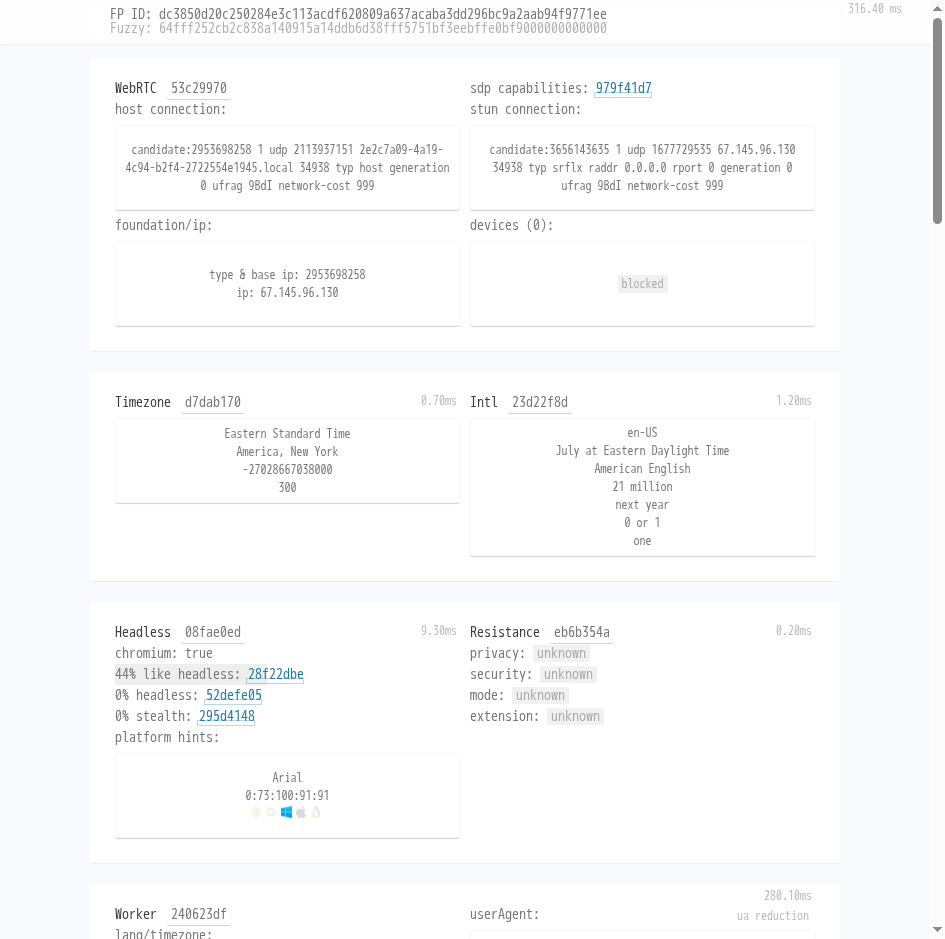 FP ID: dc3850d20c250284e3c113acdf620809a637acaba3dd296bc9a2aab94f9771ee
316.40 ms
Fuzzy: 64fff252cb2c838a140915a14ddb6d38fff5751bf3eebffe0bf9000000000000
WebRTC 53c29970
host connection:
candidate:2953698258 1 udp 2113937151 2e2c7a09-4a19-
4c94-b2f4-2722554e1945.local 34938 typ host generation
0 ufrag 9BdI network-cost 999
foundation/ip:
type & base ip: 2953698258
ip: 67.145.96.130
sdp capabilities: 979f41d7
stun connection:
candidate:3656143635 1 udp 1677729535 67.145.96.130
34938 typ srflx raddr 0.0.0.0 rport 0 generation 0
ufrag 9BdI network-cost 999
devices (0):
blocked
Timezone d7dab170 0.70ms
Eastern Standard Time
America, New York
-27028667038000
300
Intl 23d22f8d 1.20ms
en-US
July at Eastern Daylight Time
American English
21 million
next year
0 or 1
one
Headless 08fae0ed 9.30ms
chromium: true
44% like headless: 28f22dbe
0% headless: 52defe05
0% stealth: 295d4148
platform hints:
Arial
0:73:100:91:91
Resistance eb6b354a 0.20ms
privacy: unknown
security: unknown
mode: unknown
extension: unknown
280.10ms
Worker 240623df
lang/timezone:
userAgent: ua reduction